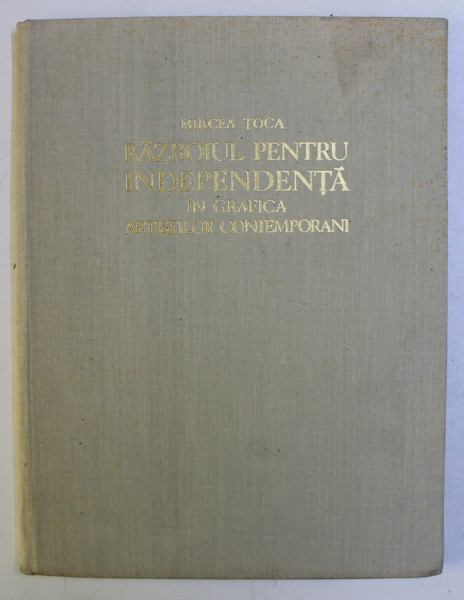 MIRCEA ȚOCA
RĂZBOIUL PENTRU
INDEPENDENȚĂ
ÎN GRAFICA
ARTIȘTILOR CONTEMPORANI